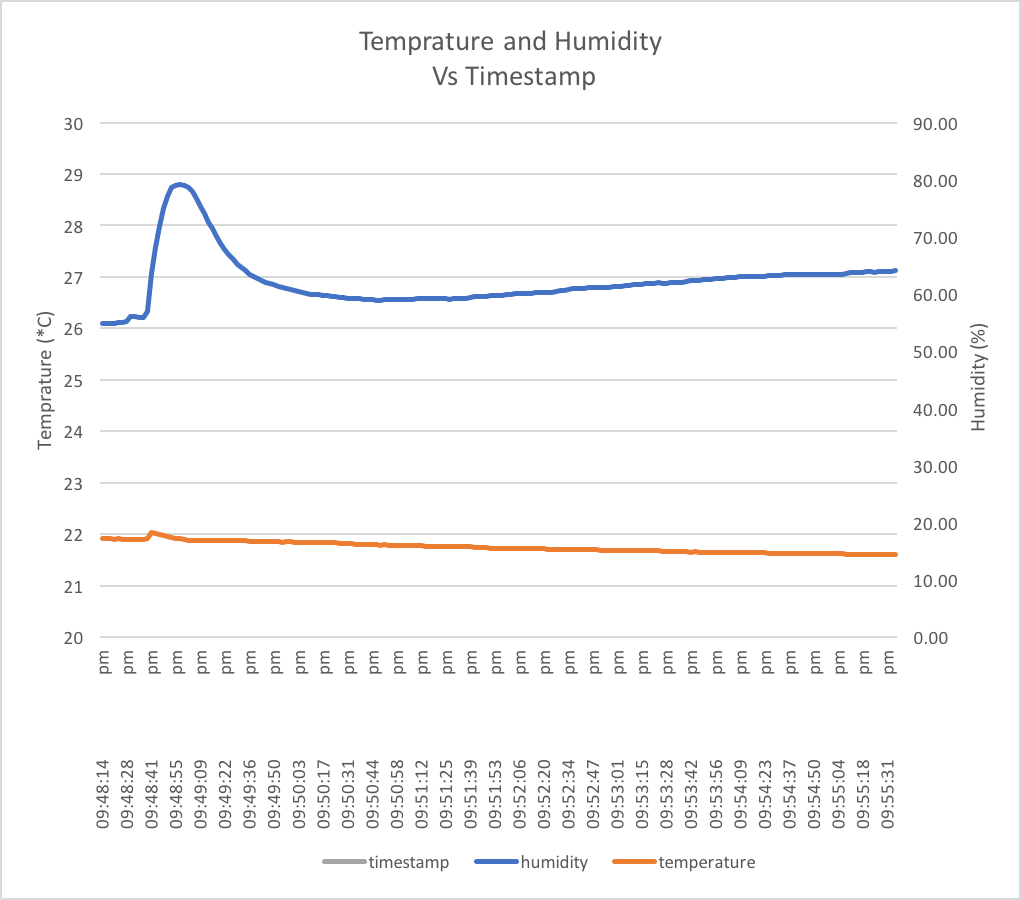 Temprature and Humidity
Vs Timestamp
30
29
28
27
26
25
24
23
22
21
20
Temprature (*C)
90.00
80.00
70.00
60.00
50.00
40.00
30.00
20.00
10.00
0.00
Humidity (%)
09:48:14 pm
09:48:28 pm
09:48:41 pm
09:48:55 pm
09:49:09 pm
09:49:22 pm
09:49:36 pm
09:49:50 pm
09:50:03 pm
09:50:17 pm
09:50:31 pm
09:50:44 pm
09:50:58 pm
09:51:12 pm
09:51:25 pm
09:51:39 pm
09:51:53 pm
09:52:06 pm
09:52:20 pm
09:52:34 pm
09:52:47 pm
09:53:01 pm
09:53:15 pm
09:53:28 pm
09:53:42 pm
09:53:56 pm
09:54:09 pm
09:54:23 pm
09:54:37 pm
09:54:50 pm
09:55:04 pm
09:55:18 pm
09:55:31 pm
timestamp humidity temperature